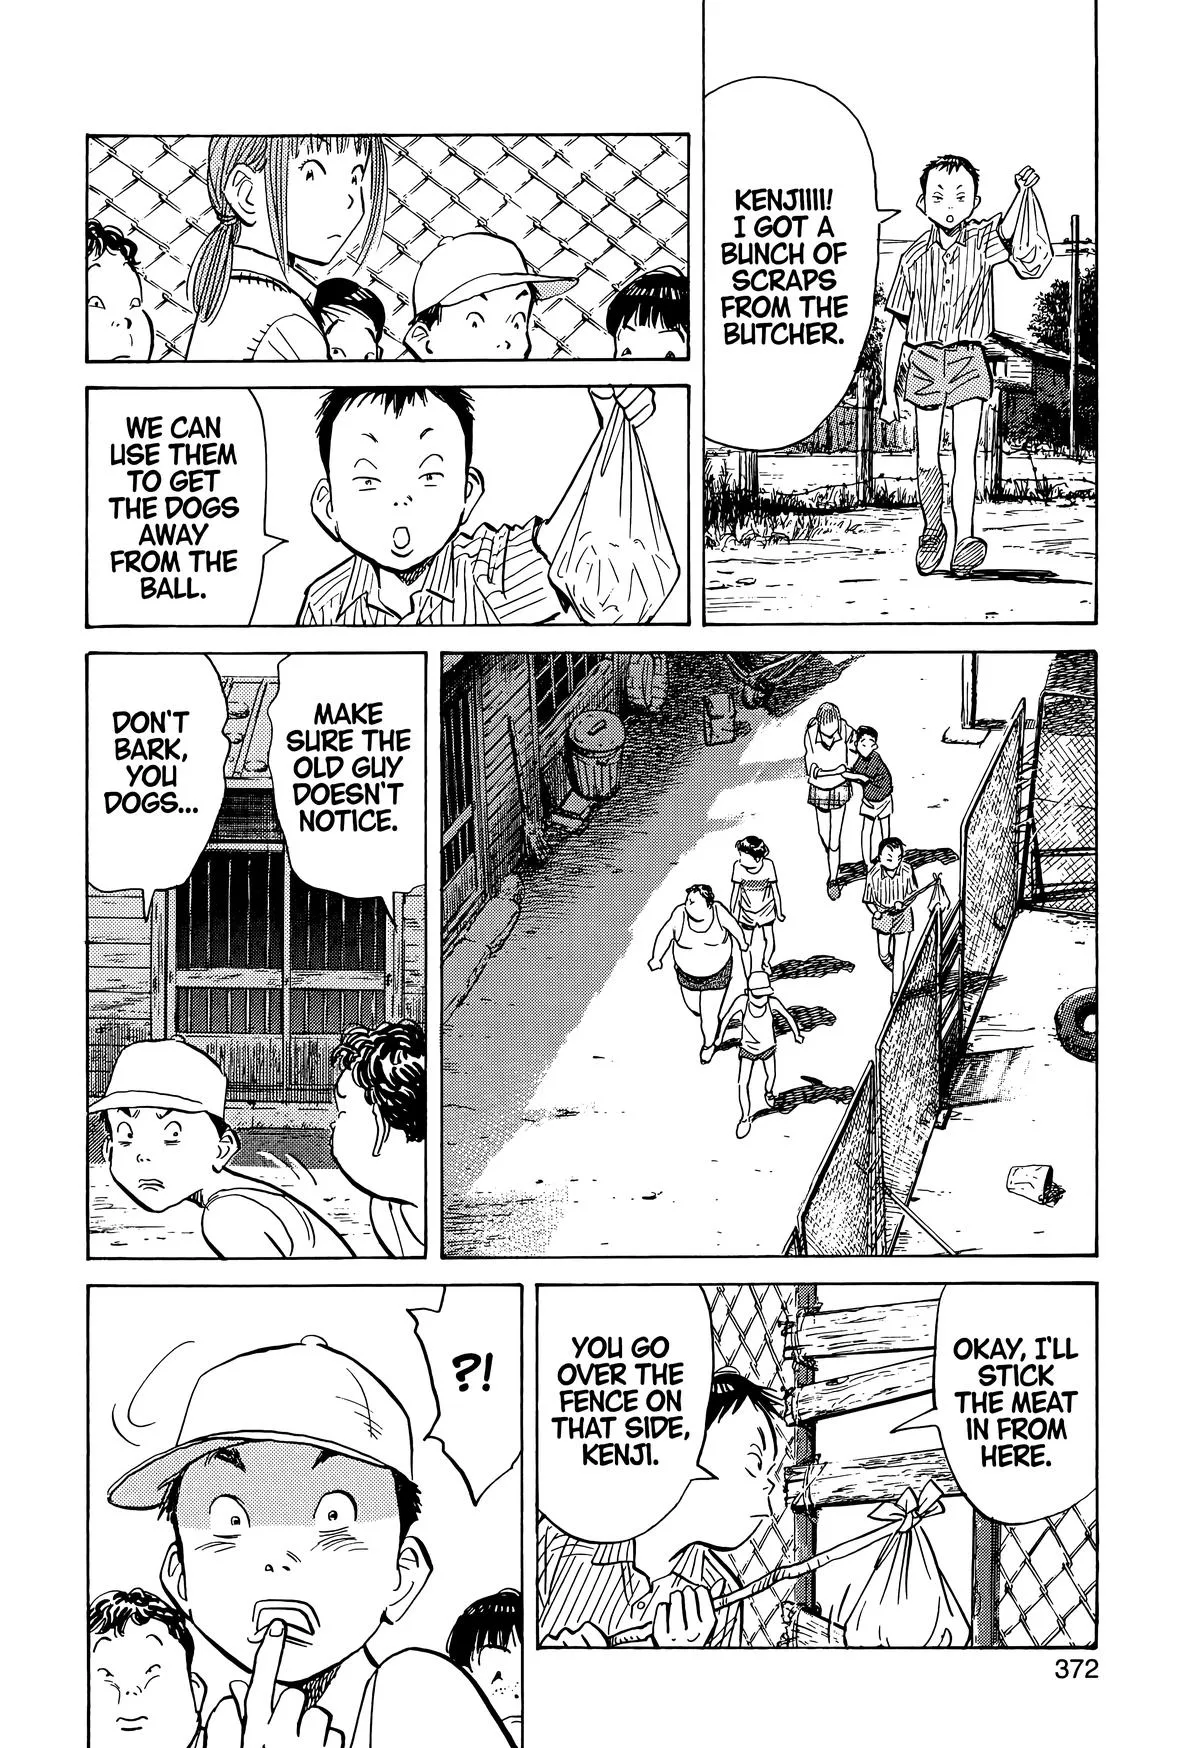 KENJIIII!
I GOT A
BUNCH OF
SCRAPS
FROM THE
BUTCHER.
WE CAN
USE THEM
TO GET
THE DOGS
AWAY
FROM THE
BALL.
MAKE
SURE THE
OLD GUY
DOESN'T
NOTICE.
DON'T
BARK,
YOU
DOGS...
OKAY, I'LL
STICK
THE MEAT
IN FROM
HERE.
YOU GO
OVER THE
FENCE ON
THAT SIDE,
KENJI.
?!
372